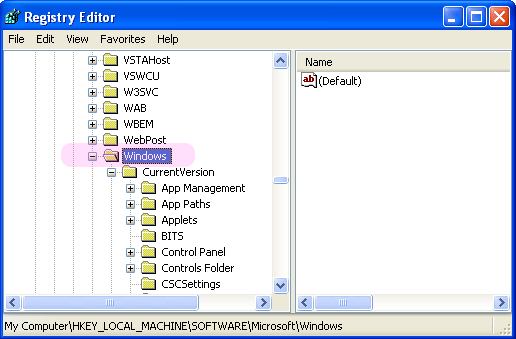 Registry Editor
File Edit View Favorites Help
VSTAHost
VSWCU
W3SVC
WAB
WBEM
WebPost
Windows
CurrentVersion
App Management
App Paths
Applets
BITS
Control Panel
Controls Folder
CSCSettings
Name
ab (Default)
My Computer\HKEY_LOCAL_MACHINE\SOFTWARE\Microsoft\Windows